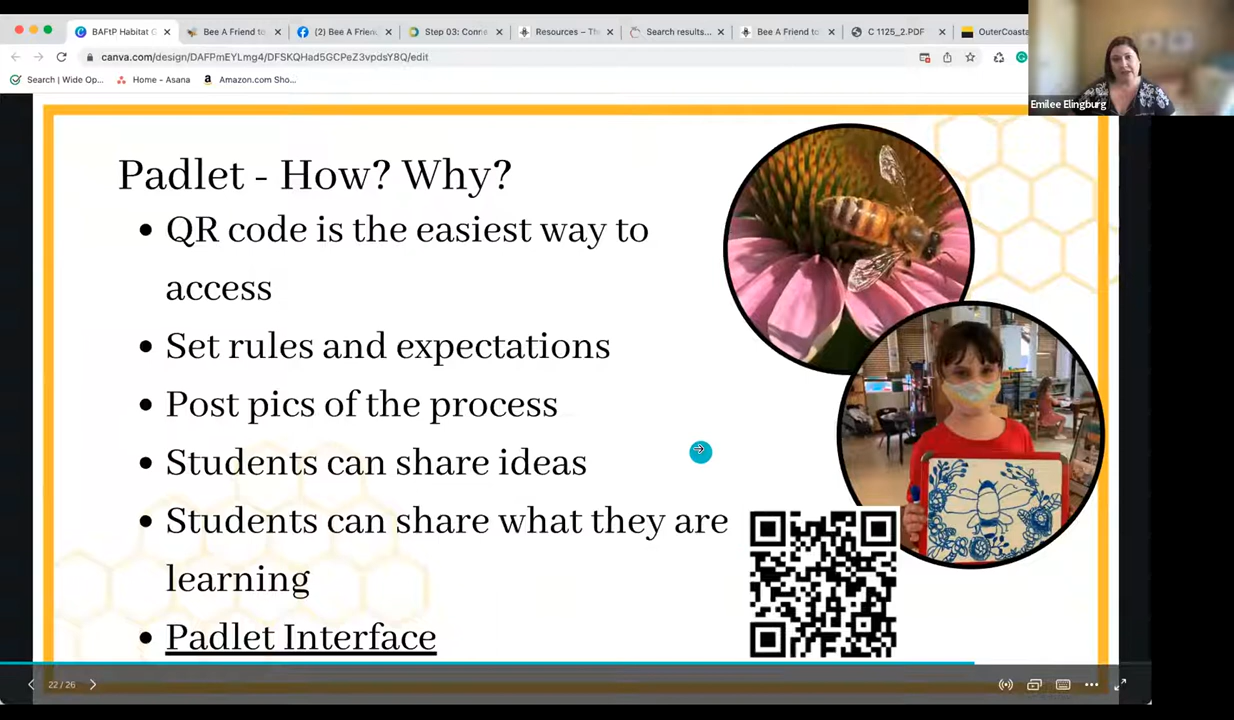 BAFtP Habitat G
Bee A Friend to
(2) Bee A Frien
Step 03: Conne
Resources – Th
Search results...
Bee A Friend to
C 1125_2.PDF
OuterCoasta
canva.com/design/DAFPmEYLmg4/DFSKQHad5GCPeZ3vpdsY8Q/edit
Search | Wide Op...
Home - Asana
Amazon.com Sho...
Emilee Elingburg
Padlet - How? Why?
• QR code is the easiest way to
access
• Set rules and expectations
• Post pics of the process
• Students can share ideas
• Students can share what they are
learning
• Padlet Interface
22 / 26